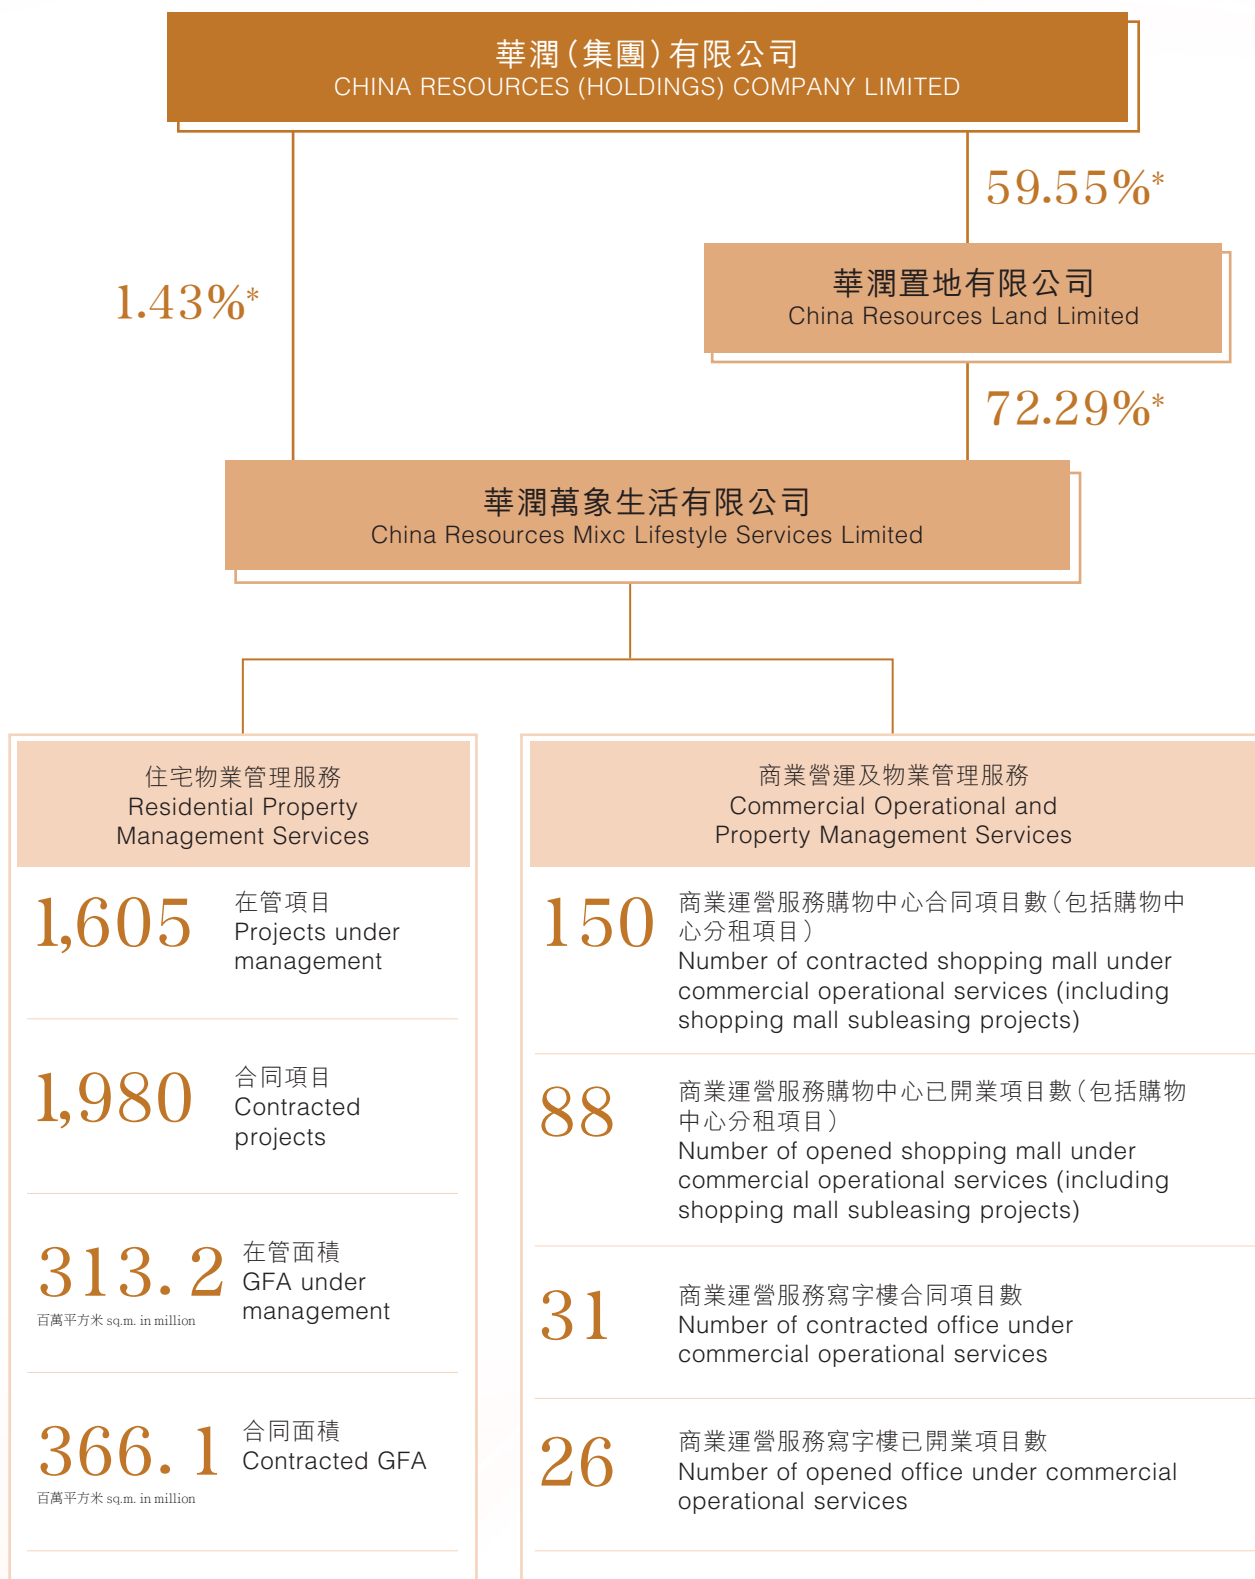 華潤(集團)有限公司
CHINA RESOURCES (HOLDINGS) COMPANY LIMITED
59.55%*
1.43%*
華潤置地有限公司
China Resources Land Limited
72.29%*
華潤萬象生活有限公司
China Resources Mixc Lifestyle Services Limited
住宅物業管理服務
Residential Property
Management Services
1,605
在管項目
Projects under
management
1,980
合同項目
Contracted
projects
313.2
百萬平方米 sq.m. in million
在管面積
GFA under
management
366.1
百萬平方米 sq.m. in million
合同面積
Contracted GFA
商業營運及物業管理服務
Commercial Operational and
Property Management Services
150
商業運營服務購物中心合同項目數(包括購物中
心分租項目)
Number of contracted shopping mall under
commercial operational services (including
shopping mall subleasing projects)
88
商業運營服務購物中心已開業項目數(包括購物
中心分租項目)
Number of opened shopping mall under
commercial operational services (including
shopping mall subleasing projects)
31
商業運營服務寫字樓合同項目數
Number of contracted office under
commercial operational services
26
商業運營服務寫字樓已開業項目數
Number of opened office under commercial
operational services